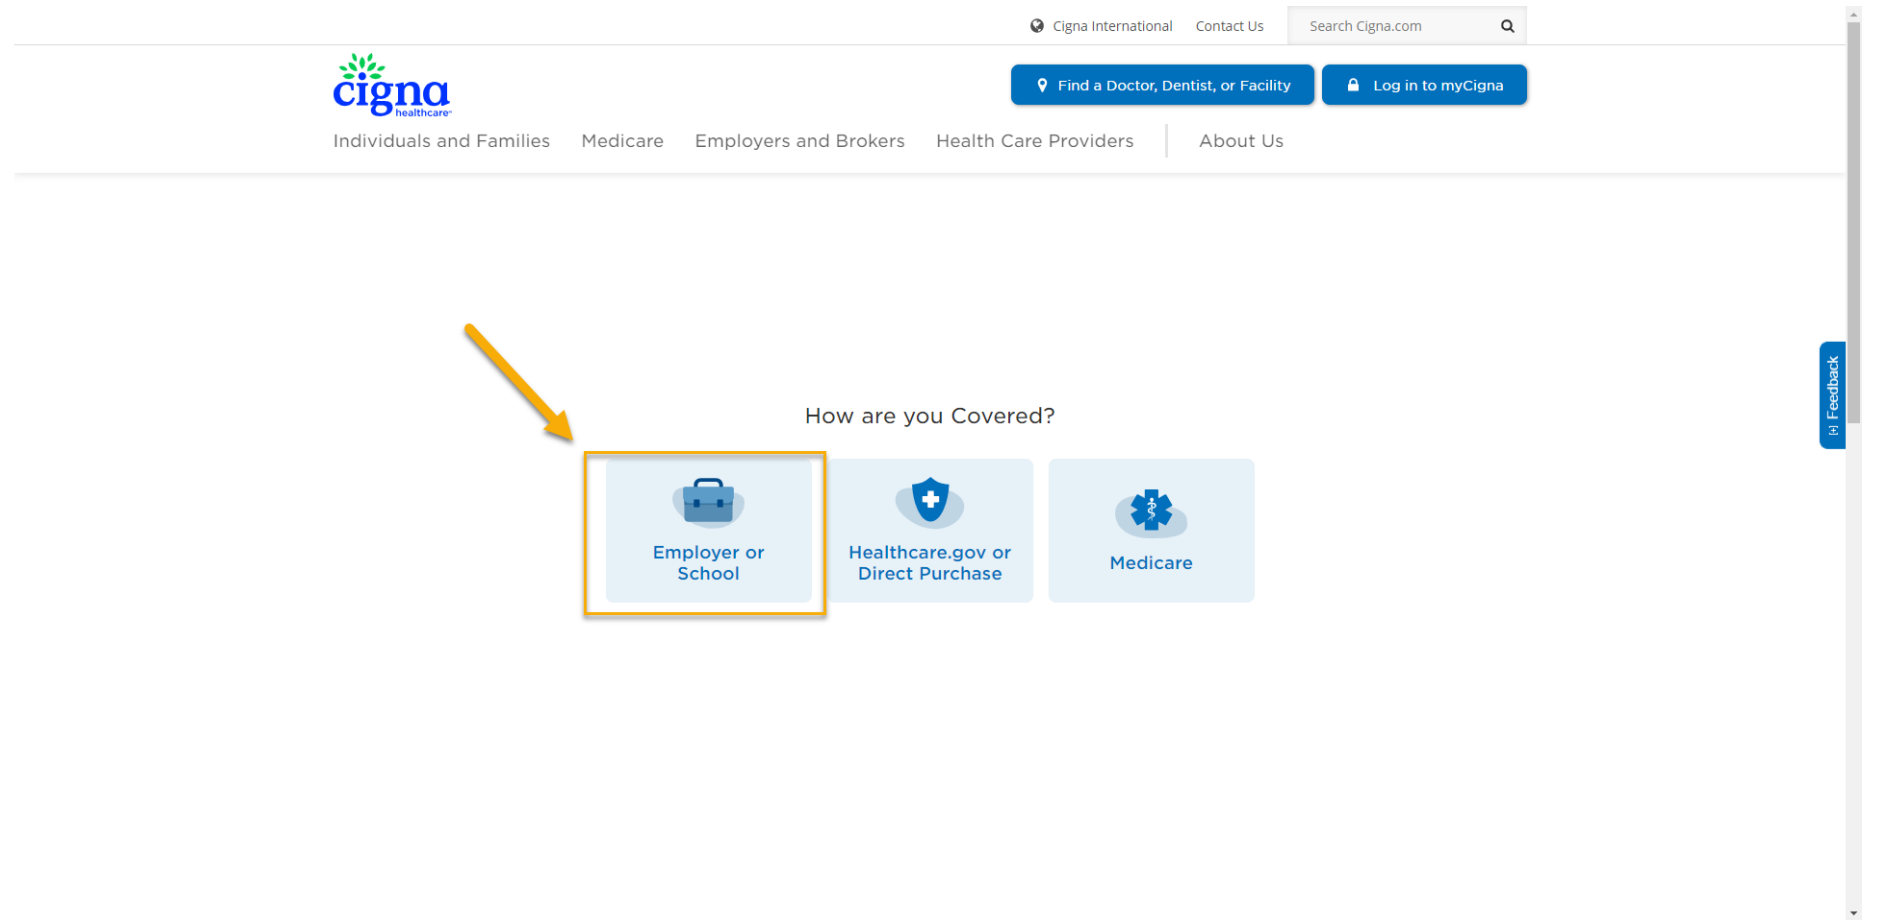 Cigna International Contact Us Search Cigna.com
cigna
healthcare
Find a Doctor, Dentist, or Facility Log in to myCigna
Individuals and Families Medicare Employers and Brokers Health Care Providers About Us
[+] Feedback
How are you Covered?
Employer or
School
Healthcare.gov or
Direct Purchase
Medicare